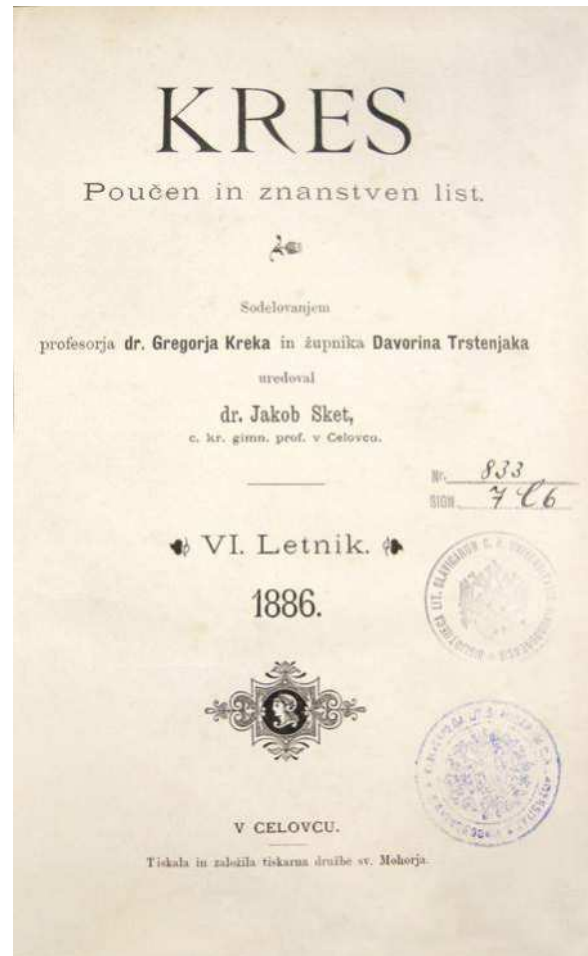 KRES
Poučen in znanstven list.
Sodelovanjem
profesorja dr. Gregorja Kreka in župnika Davorina Trstenjaka
uredoval
dr. Jakob Sket,
c. kr. gimn. prof. v Celovcu.
Nr. 833
SIGN.
VI. Letnik.
1886.
V CELOVCU.
Tiskala in založila tiskarna družbe sv. Mohorja.